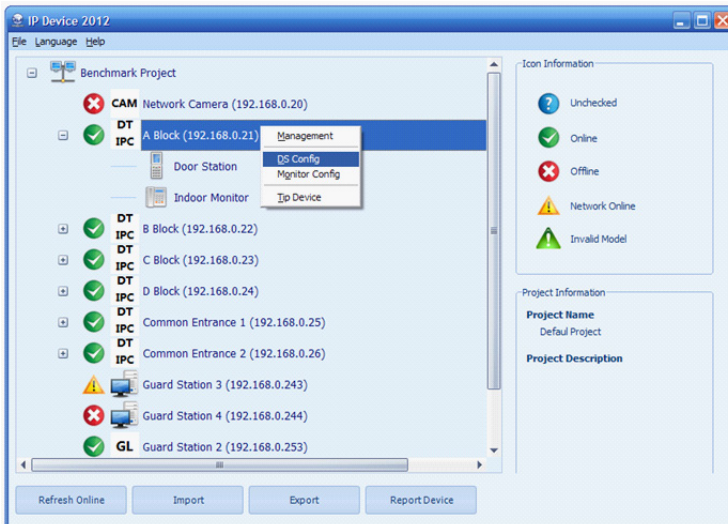 IP Device 2012
File Language Help
Benchmark Project
CAM Network Camera (192.168.0.20)
DT IPC A Block (192.168.0.21)
Management
DS Config
Monitor Config
Tip Device
Door Station
Indoor Monitor
DT IPC B Block (192.168.0.22)
DT IPC C Block (192.168.0.23)
DT IPC D Block (192.168.0.24)
DT IPC Common Entrance 1 (192.168.0.25)
DT IPC Common Entrance 2 (192.168.0.26)
Guard Station 3 (192.168.0.243)
Guard Station 4 (192.168.0.244)
GL Guard Station 2 (192.168.0.253)
Icon Information
Unchecked
Online
Offline
Network Online
Invalid Model
Project Information
Project Name
Defaul Project
Project Description
Refresh Online Import Export Report Device